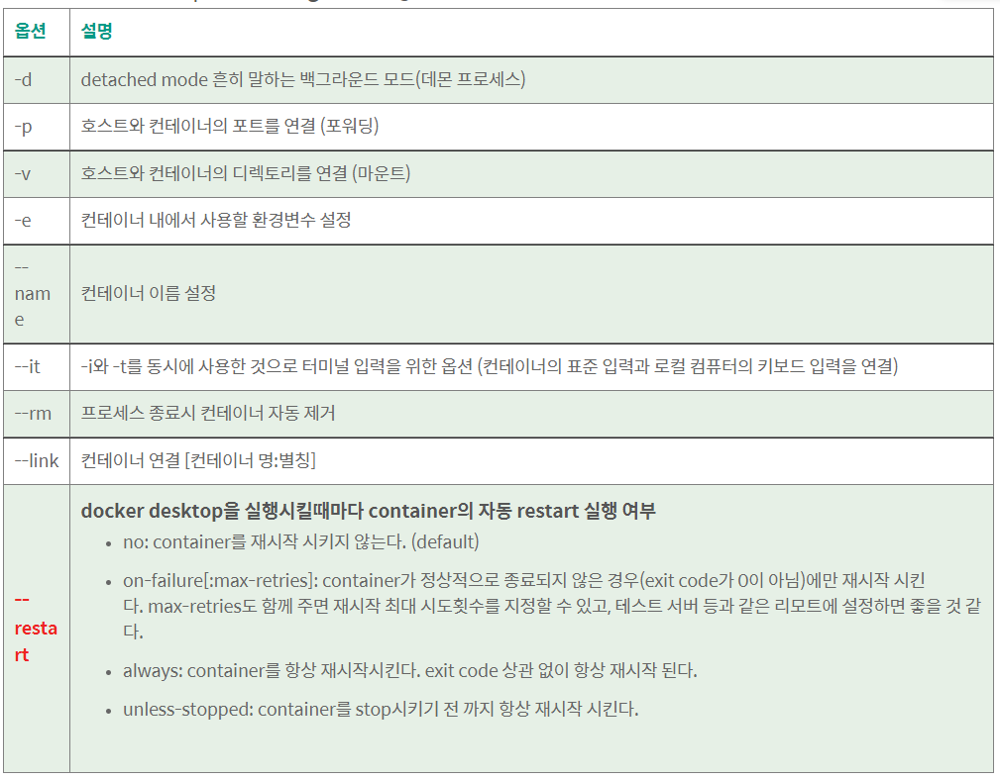 옵션 설명
-d detached mode 흔히 말하는 백그라운드 모드(데몬 프로세스)
-p 호스트와 컨테이너의 포트를 연결 (포워딩)
-v 호스트와 컨테이너의 디렉토리를 연결 (마운트)
-e 컨테이너 내에서 사용할 환경변수 설정
--
nam
e
컨테이너 이름 설정
--it -i와 -t를 동시에 사용한 것으로 터미널 입력을 위한 옵션 (컨테이너의 표준 입력과 로컬 컴퓨터의 키보드 입력을 연결)
--rm 프로세스 종료시 컨테이너 자동 제거
--link 컨테이너 연결 [컨테이너 명:별칭]
--
resta
rt
docker desktop을 실행시킬때마다 container의 자동 restart 실행 여부
• no: container를 재시작 시키지 않는다. (default)
• on-failure[:max-retries]: container가 정상적으로 종료되지 않은 경우(exit code가 0이 아님)에만 재시작 시킨
다. max-retries도 함께 주면 재시작 최대 시도횟수를 지정할 수 있고, 테스트 서버 등과 같은 리모트에 설정하면 좋을 것 같
다.
• always: container를 항상 재시작시킨다. exit code 상관 없이 항상 재시작 된다.
• unless-stopped: container를 stop시키기 전 까지 항상 재시작 시킨다.